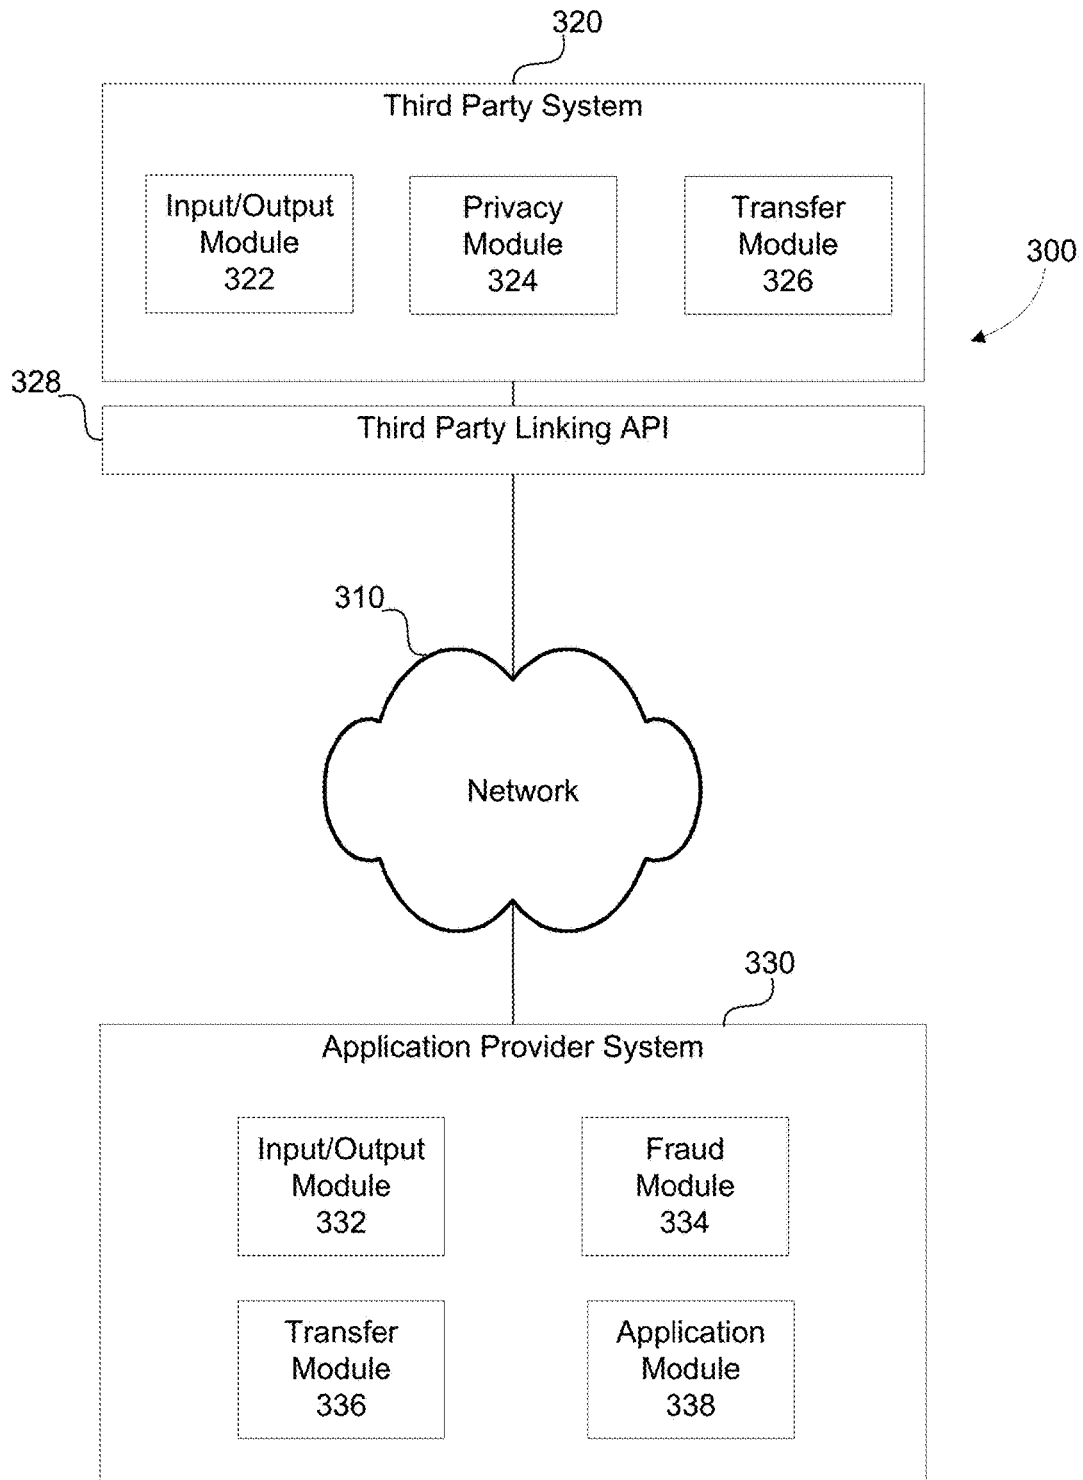 320
Third Party System
Input/Output
Module
322
Privacy
Module
324
Transfer
Module
326
300
328
Third Party Linking API
310
Network
330
Application Provider System
Input/Output
Module
332
Fraud
Module
334
Transfer
Module
336
Application
Module
338